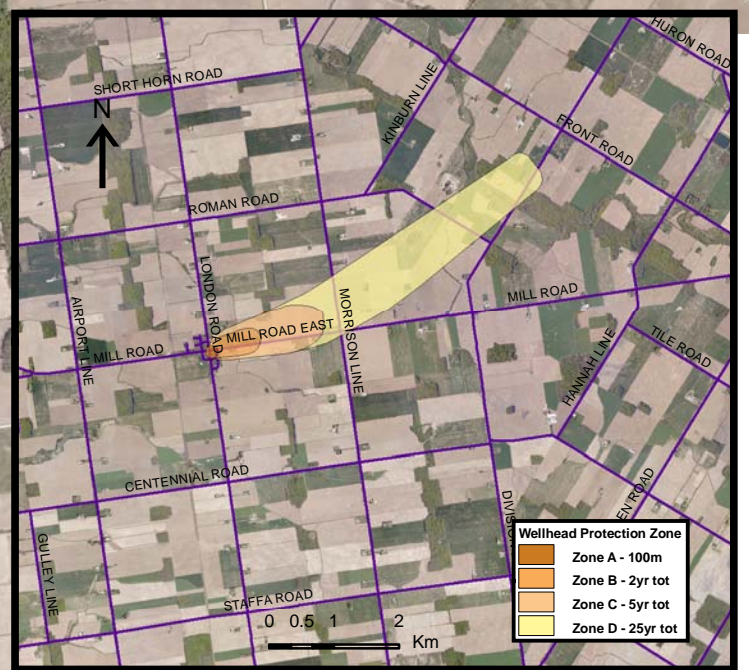 HURON ROAD
SHORT HORN ROAD
N
KINBURN LINE
FRONT ROAD
ROMAN ROAD
LONDON ROAD
AIRPORT LINE
MORRISON LINE
MILL ROAD
MILL ROAD EAST
MILL ROAD
HANNAH LINE
TILE ROAD
CENTENNIAL ROAD
GULLEY LINE
DIVISI
EN ROAD
STAFFA ROAD
Wellhead Protection Zone
Zone A - 100m
Zone B - 2yr tot
Zone C - 5yr tot
Zone D - 25yr tot
0 0.5 1 2
Km